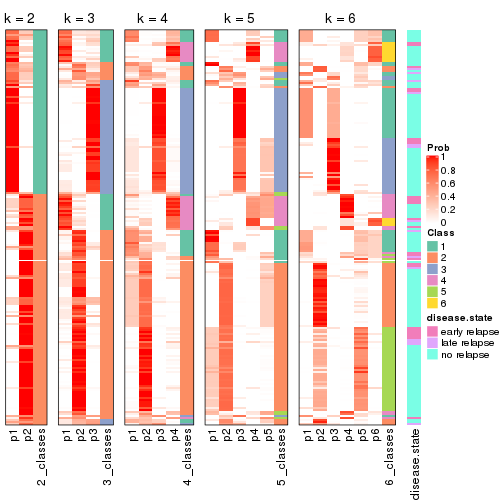 k = 2
k = 3
k = 4
k = 5
k = 6
Prob
1
0.8
0.6
0.4
0.2
0
Class
1
2
3
4
5
6
disease.state
early relapse
late relapse
no relapse
p1
p2
2_classes
p1
p2
p3
3_classes
p1
p2
p3
p4
4_classes
p1
p2
p3
p4
p5
5_classes
p1
p2
p3
p4
p5
p6
6_classes
disease.state